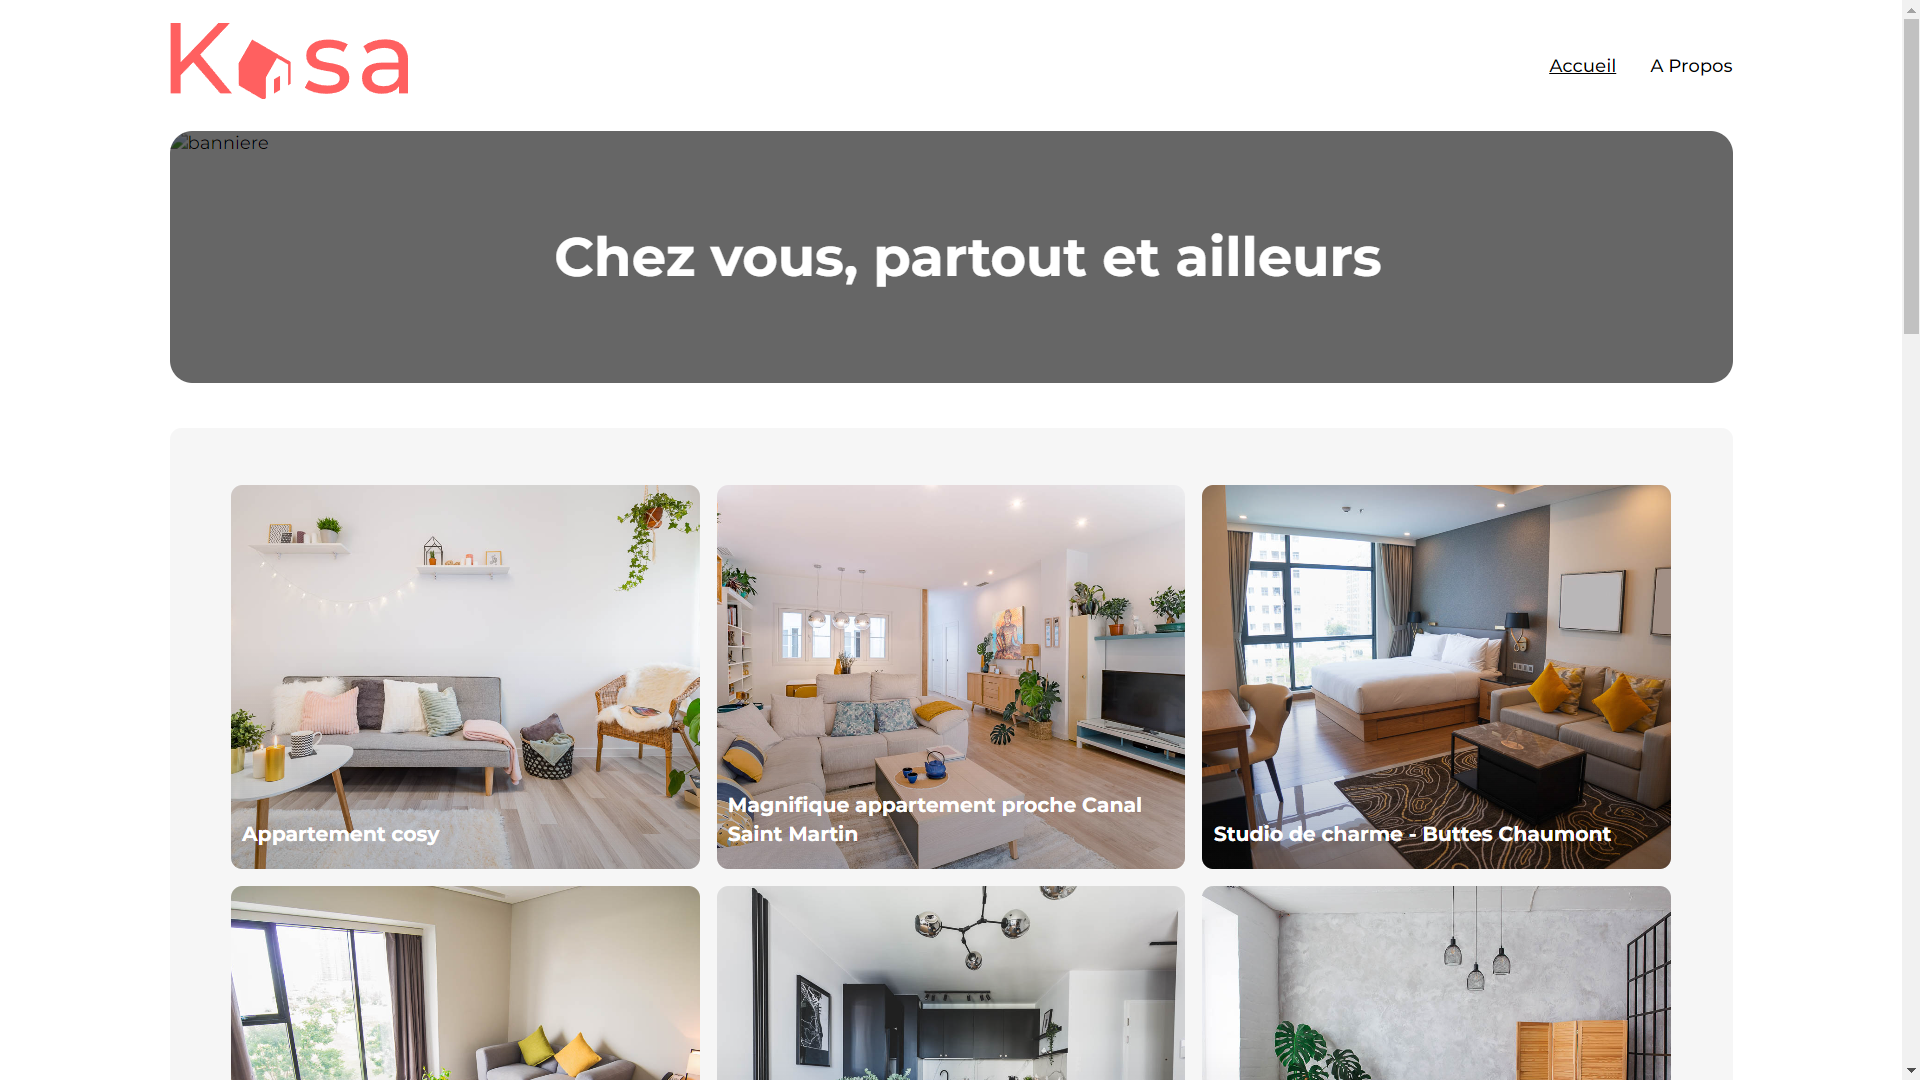 Kasa
Accueil
A Propos
banniere
Chez vous, partout et ailleurs
Appartement cosy
Magnifique appartement proche Canal
Saint Martin
Studio de charme - Buttes Chaumont